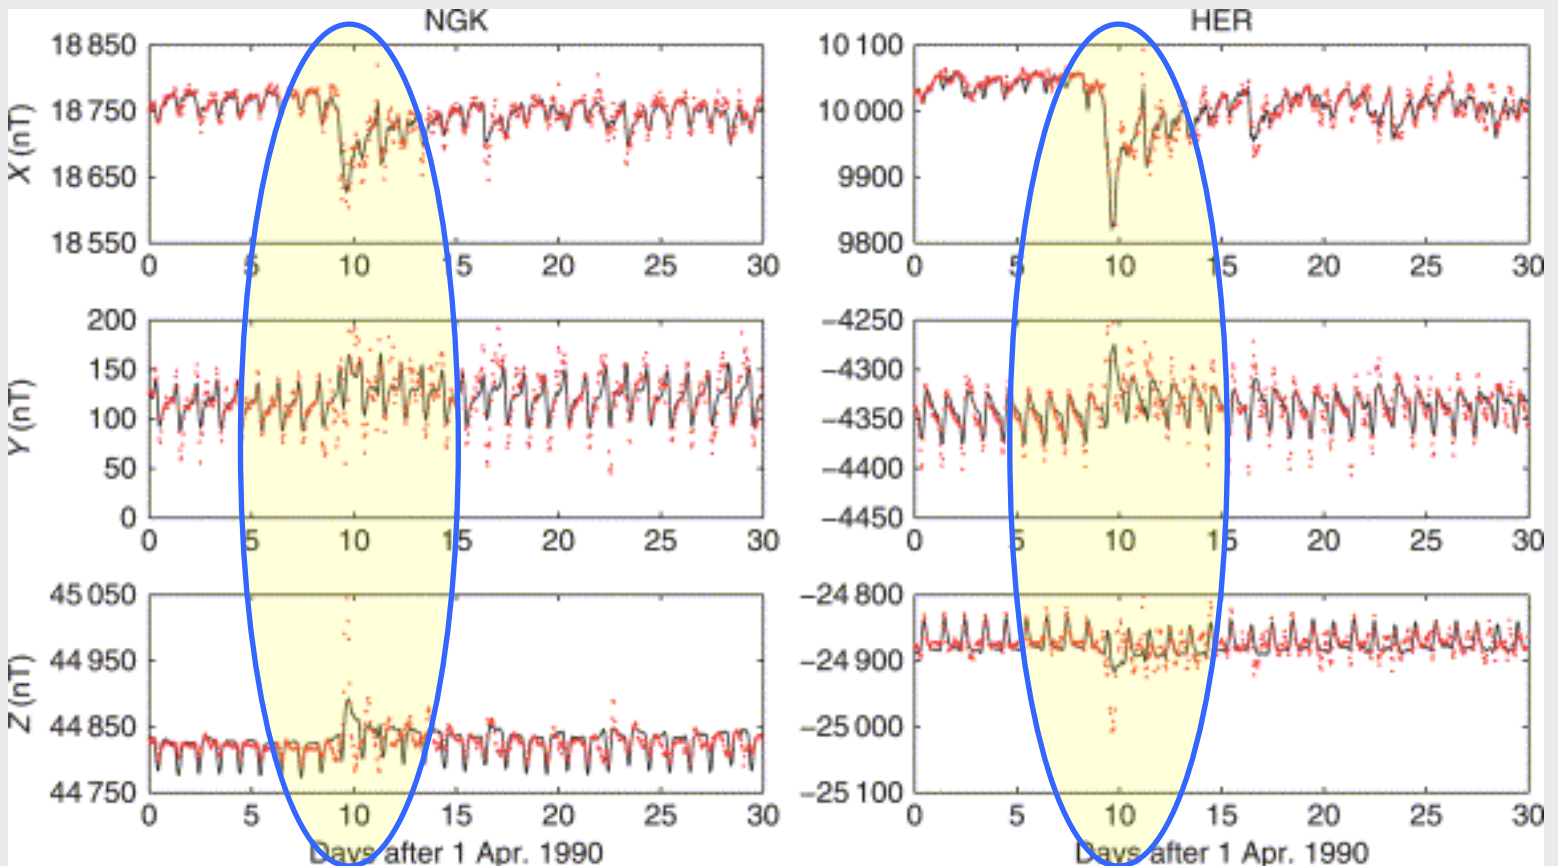 NGK
18 850
18 750
18 650
18 550
X (nT)
0 5 10 15 20 25 30
200
150
100
50
0
Y (nT)
0 5 10 15 20 25 30
45 050
44 950
44 850
44 750
Z (nT)
0 5 10 15 20 25 30
Days after 1 Apr. 1990
HER
10 100
10 000
9900
9800
0 5 10 15 20 25 30
−4250
−4300
−4350
−4400
−4450
0 5 10 15 20 25 30
−24 800
−24 900
−25 000
−25 100
0 5 10 15 20 25 30
Days after 1 Apr. 1990